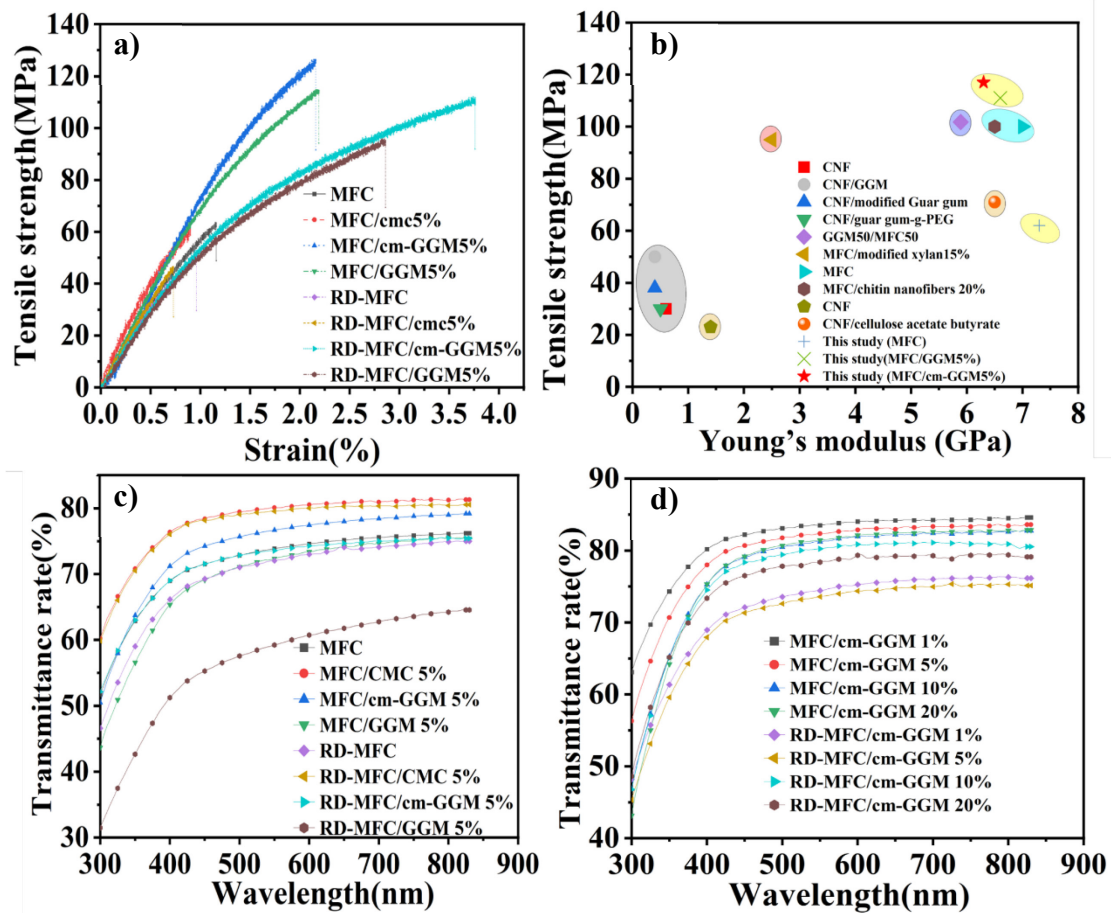 a)
Tensile strength(MPa)
140
120
100
80
60
40
20
0
MFC
MFC/cmc5%
MFC/cm-GGM5%
MFC/GGM5%
RD-MFC
RD-MFC/cmc5%
RD-MFC/cm-GGM5%
RD-MFC/GGM5%
0.0 0.5 1.0 1.5 2.0 2.5 3.0 3.5 4.0
Strain(%)
b)
Tensile strength(MPa)
140
120
100
80
60
40
20
0
CNF
CNF/GGM
CNF/modified Guar gum
CNF/guar gum-g-PEG
GGM50/MFC50
MFC/modified xylan15%
MFC
MFC/chitin nanofibers 20%
CNF
CNF/cellulose acetate butyrate
This study (MFC)
This study(MFC/GGM5%)
This study (MFC/cm-GGM5%)
0 1 2 3 4 5 6 7 8
Young's modulus (GPa)
c)
Transmittance rate(%)
80
70
60
50
40
30
MFC
MFC/CMC 5%
MFC/cm-GGM 5%
MFC/GGM 5%
RD-MFC
RD-MFC/CMC 5%
RD-MFC/cm-GGM 5%
RD-MFC/GGM 5%
300 400 500 600 700 800 900
Wavelength(nm)
d)
Transmittance rate(%)
90
80
70
60
50
40
MFC/cm-GGM 1%
MFC/cm-GGM 5%
MFC/cm-GGM 10%
MFC/cm-GGM 20%
RD-MFC/cm-GGM 1%
RD-MFC/cm-GGM 5%
RD-MFC/cm-GGM 10%
RD-MFC/cm-GGM 20%
300 400 500 600 700 800 900
Wavelength(nm)